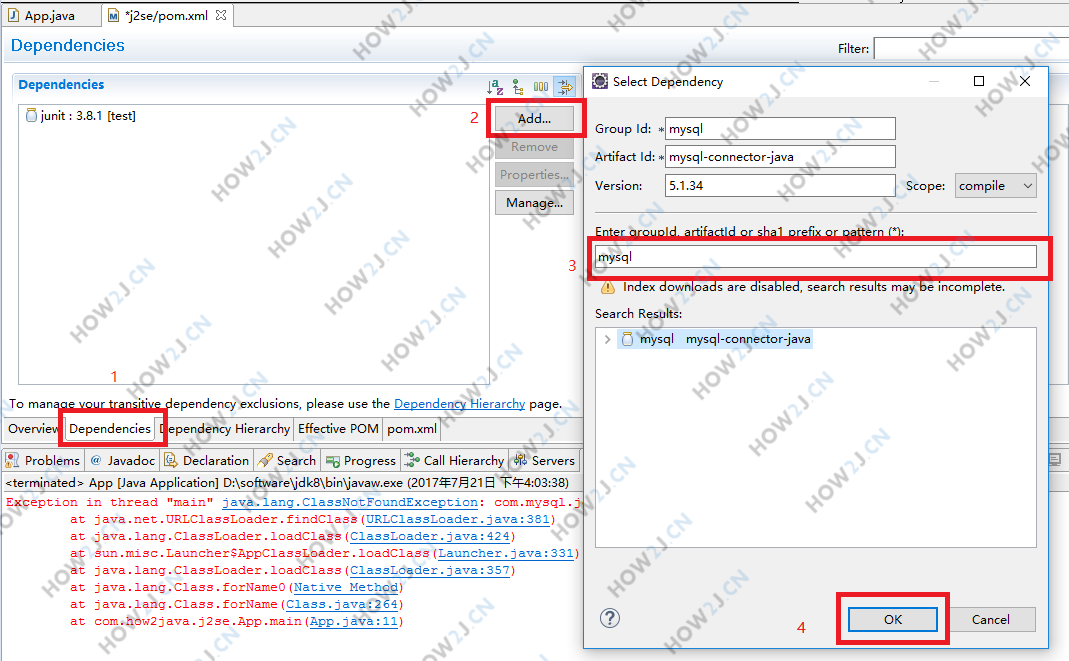 App.java
*j2se/pom.xml
Dependencies
Filter:
Dependencies
junit : 3.8.1 [test]
2
Add...
Remove
Properties...
Manage...
Select Dependency
Group Id: *
mysql
Artifact Id: *
mysql-connector-java
Version:
5.1.34
Scope:
compile
Enter groupId, artifactId or sha1 prefix or pattern (*):
3
mysql
Index downloads are disabled, search results may be incomplete.
Search Results:
mysql mysql-connector-java
4
OK
Cancel
1
To manage your transitive dependency exclusions, please use the Dependency Hierarchy page.
Overview
Dependencies
Dependency Hierarchy
Effective POM
pom.xml
Problems
@ Javadoc
Declaration
Search
Progress
Call Hierarchy
Servers
<terminated> App [Java Application] D:\software\jdk8\bin\javaw.exe (2017年7月21日 下午4:03:38)
Exception in thread "main" java.lang.ClassNotFoundException: com.mysql.j
at java.net.URLClassLoader.findClass(URLClassLoader.java:381)
at java.lang.ClassLoader.loadClass(ClassLoader.java:424)
at sun.misc.Launcher$AppClassLoader.loadClass(Launcher.java:331)
at java.lang.ClassLoader.loadClass(ClassLoader.java:357)
at java.lang.Class.forName0(Native Method)
at java.lang.Class.forName(Class.java:264)
at com.how2java.j2se.App.main(App.java:11)
HOW2J.CN